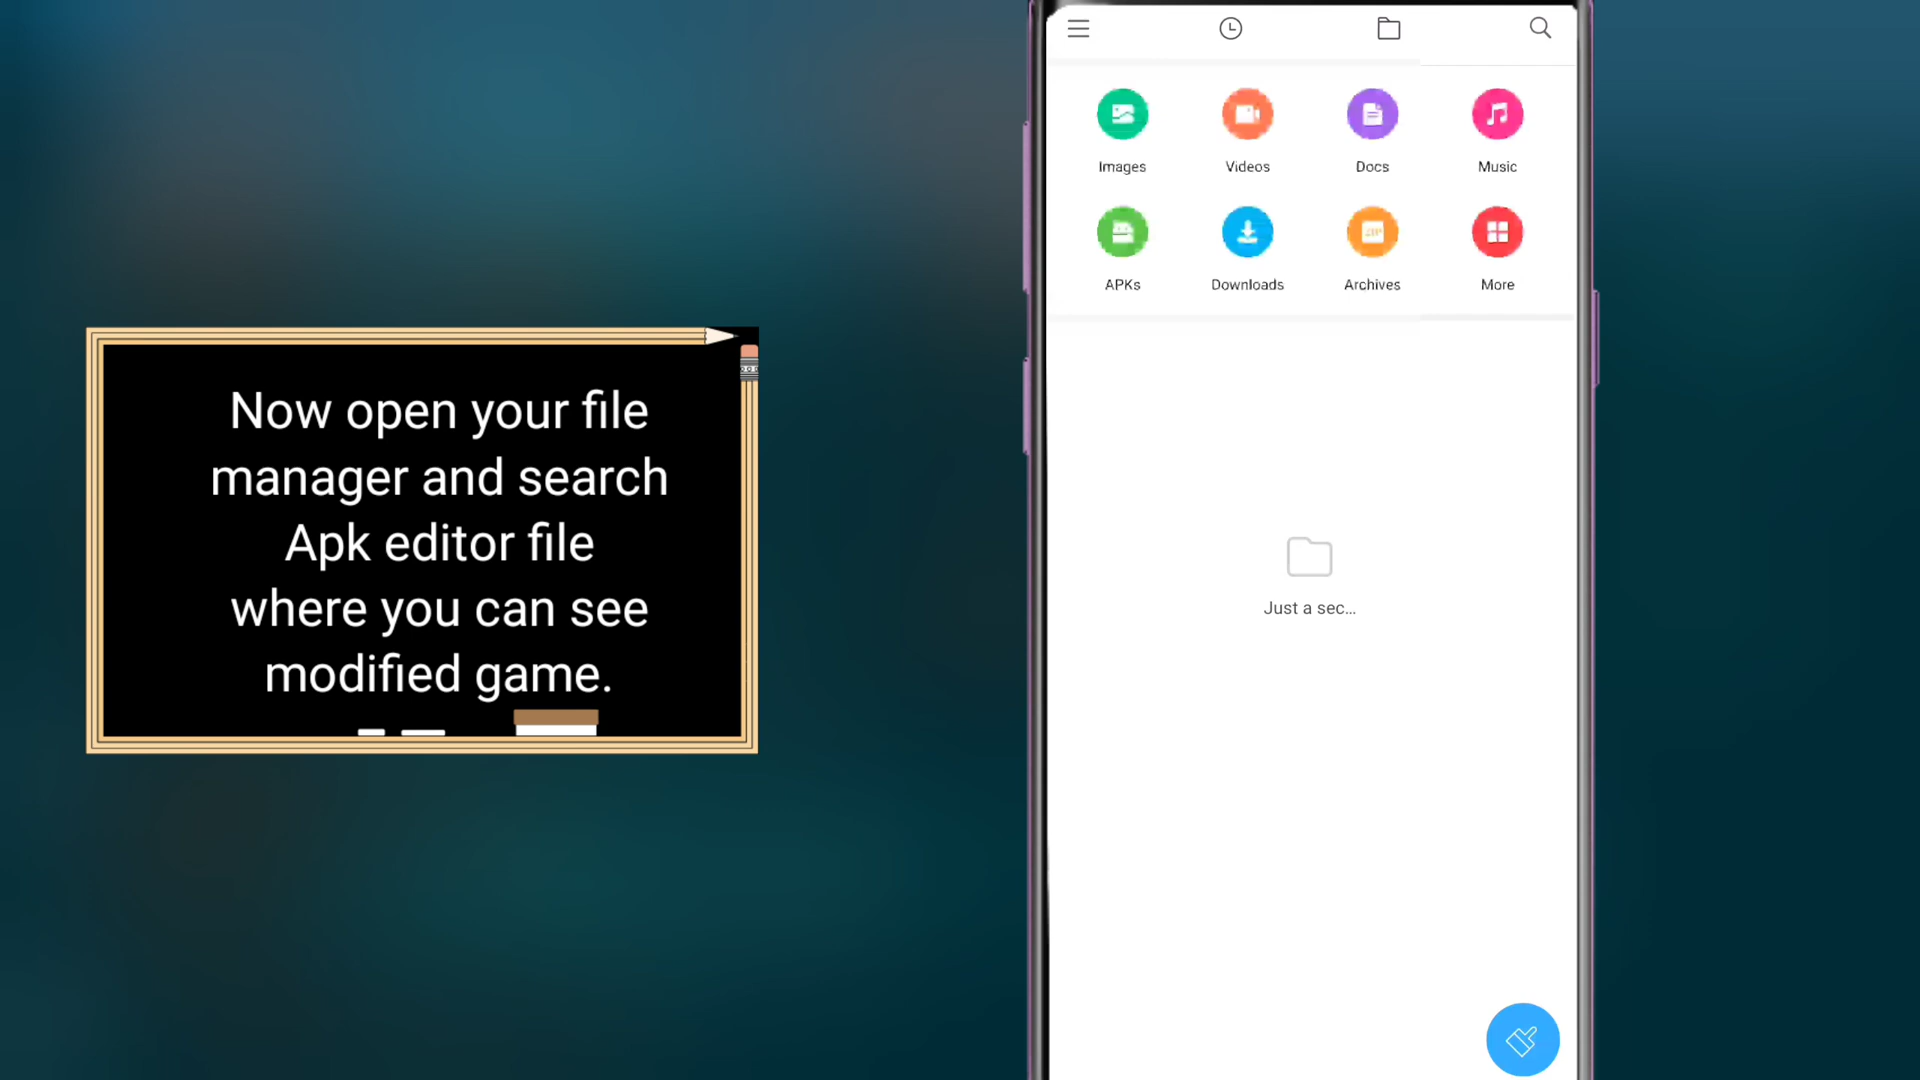 Now open your file
manager and search
Apk editor file
where you can see
modified game.
Images
Videos
Docs
Music
APKs
Downloads
ZIP
Archives
More
Just a sec...